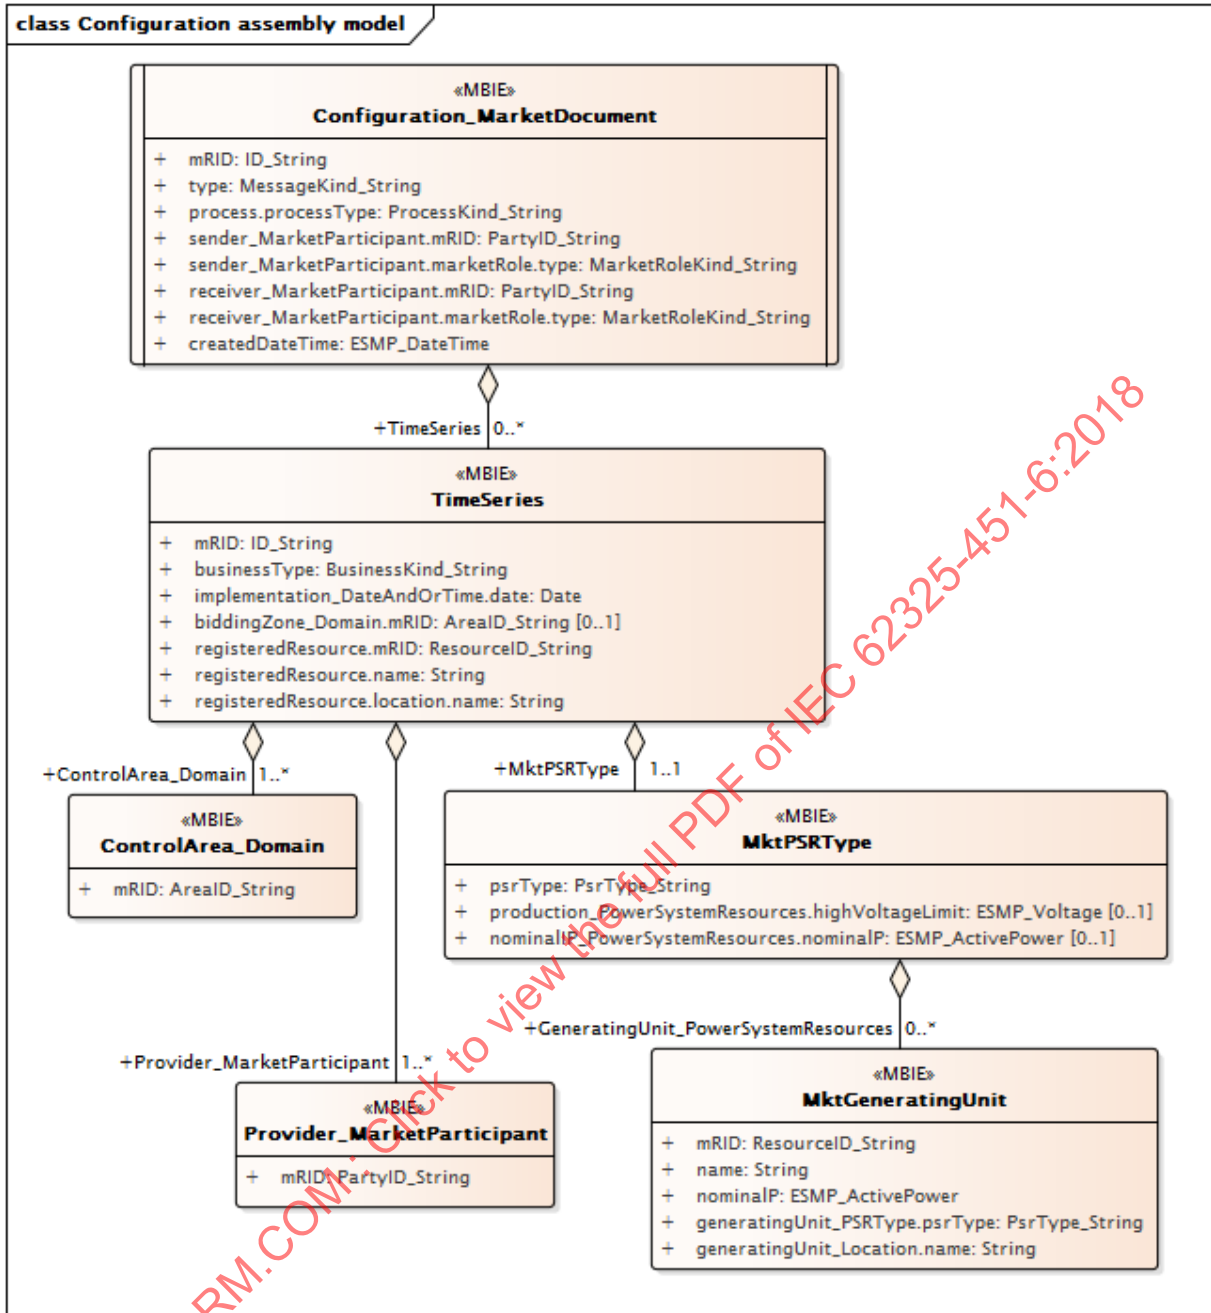 class Configuration assembly model
«MBIE»
Configuration_MarketDocument
+ mRID: ID_String
+ type: MessageKind_String
+ process.processType: ProcessKind_String
+ sender_MarketParticipant.mRID: PartyID_String
+ sender_MarketParticipant.marketRole.type: MarketRoleKind_String
+ receiver_MarketParticipant.mRID: PartyID_String
+ receiver_MarketParticipant.marketRole.type: MarketRoleKind_String
+ createdDateTime: ESMP_DateTime
+TimeSeries 0..*
«MBIE»
TimeSeries
+ mRID: ID_String
+ businessType: BusinessKind_String
+ implementation_DateAndOrTime.date: Date
+ biddingZone_Domain.mRID: AreaID_String [0..1]
+ registeredResource.mRID: ResourceID_String
+ registeredResource.name: String
+ registeredResource.location.name: String
+ControlArea_Domain 1..*
«MBIE»
ControlArea_Domain
+ mRID: AreaID_String
+MktPSRType 1..1
«MBIE»
MktPSRType
+ psrType: PsrType_String
+ production_PowerSystemResources.highVoltageLimit: ESMP_Voltage [0..1]
+ nominalIP_PowerSystemResources.nominalP: ESMP_ActivePower [0..1]
+GeneratingUnit_PowerSystemResources 0..*
+Provider_MarketParticipant 1..*
«MBIE»
Provider_MarketParticipant
+ mRID: PartyID_String
«MBIE»
MktGeneratingUnit
+ mRID: ResourceID_String
+ name: String
+ nominalP: ESMP_ActivePower
+ generatingUnit_PSRType.psrType: PsrType_String
+ generatingUnit_Location.name: String
RM.COM : Click to view the full PDF of IEC 62325-451-6:2018